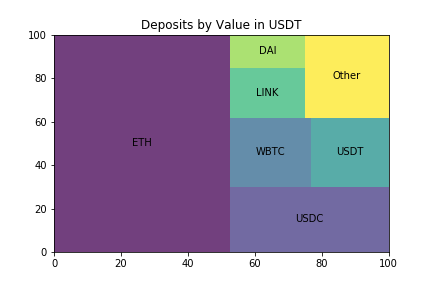 Deposits by Value in USDT
100
80
60
40
20
0
DAI
Other
LINK
ETH
WBTC
USDT
USDC
0
20
40
60
80
100